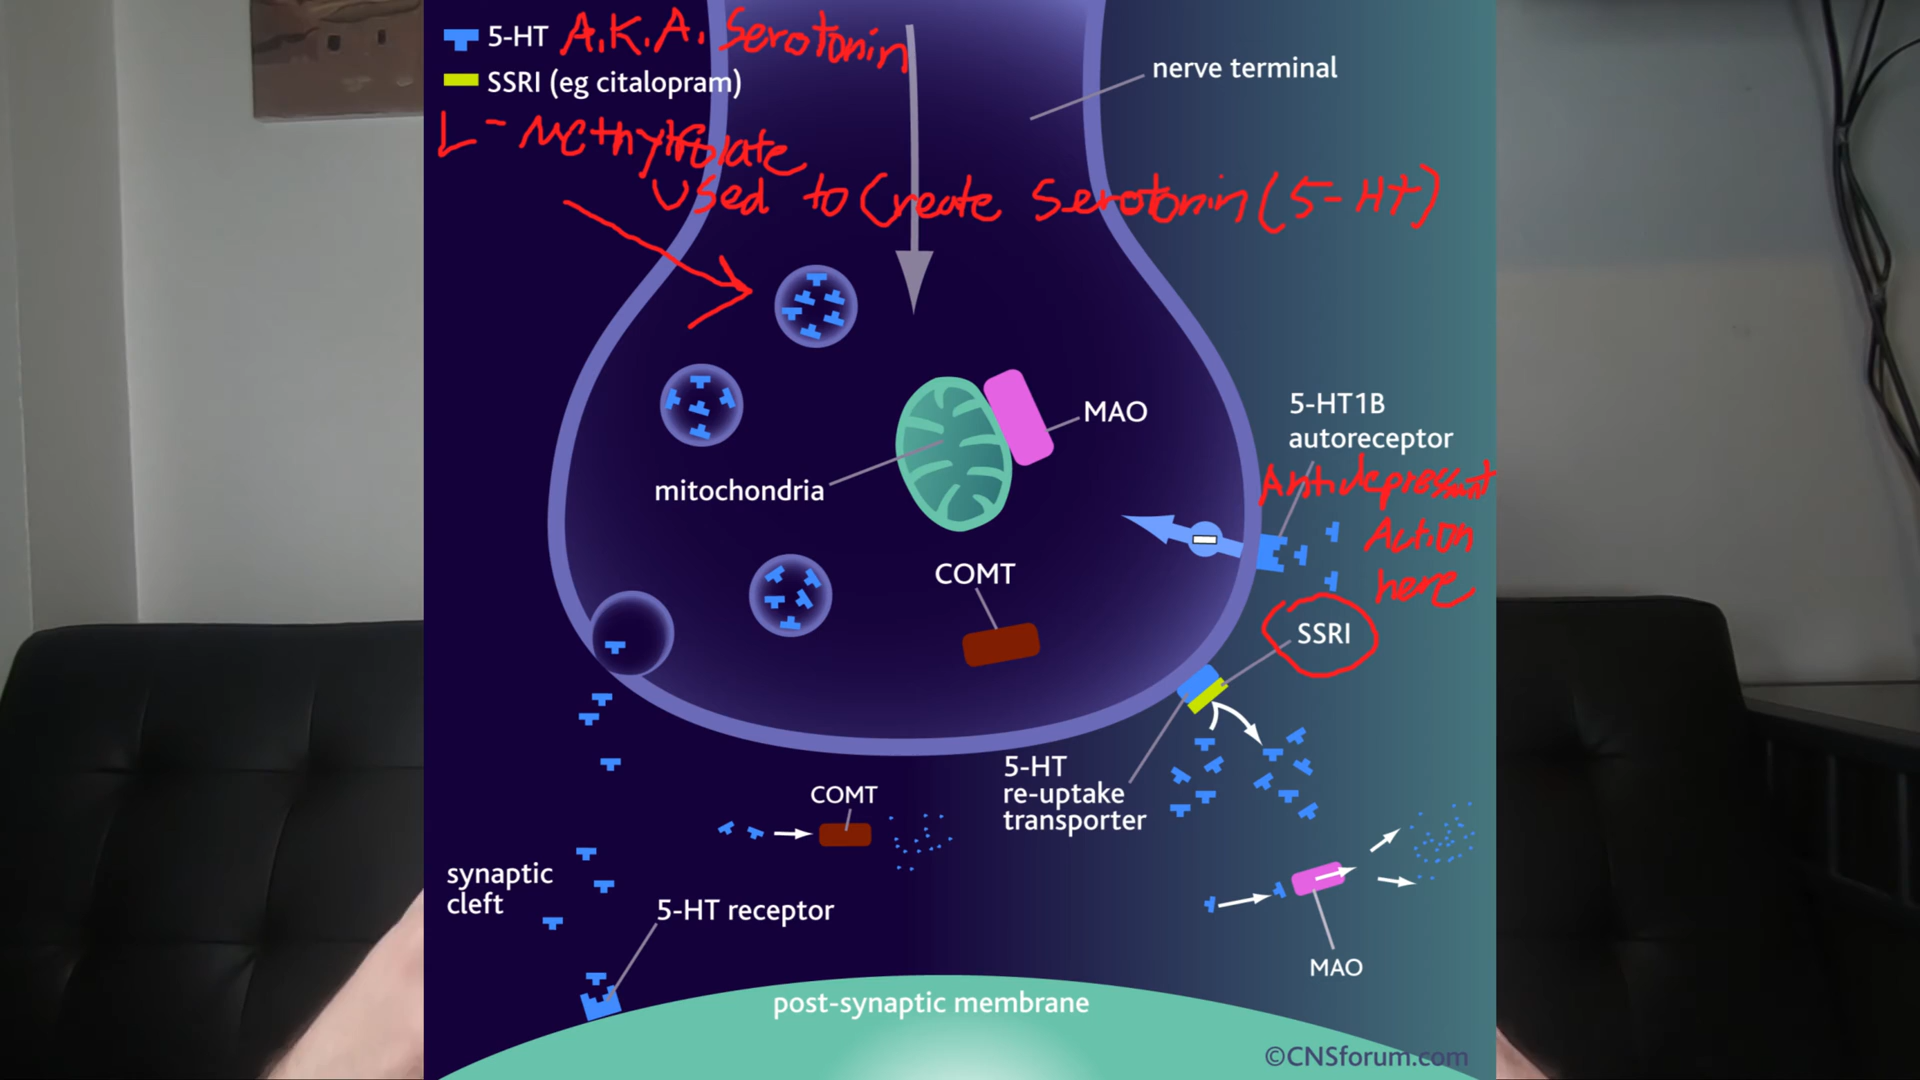 5-HT A.K.A. Serotonin
SSRI (eg citalopram)
nerve terminal
L-Methylfolate
Used to Create Serotonin (5-HT)
MAO
mitochondria
5-HT1B
autoreceptor
Antidepressant
Action
here
COMT
SSRI
5-HT
re-uptake
transporter
COMT
synaptic
cleft
5-HT receptor
MAO
post-synaptic membrane
©CNSforum.com